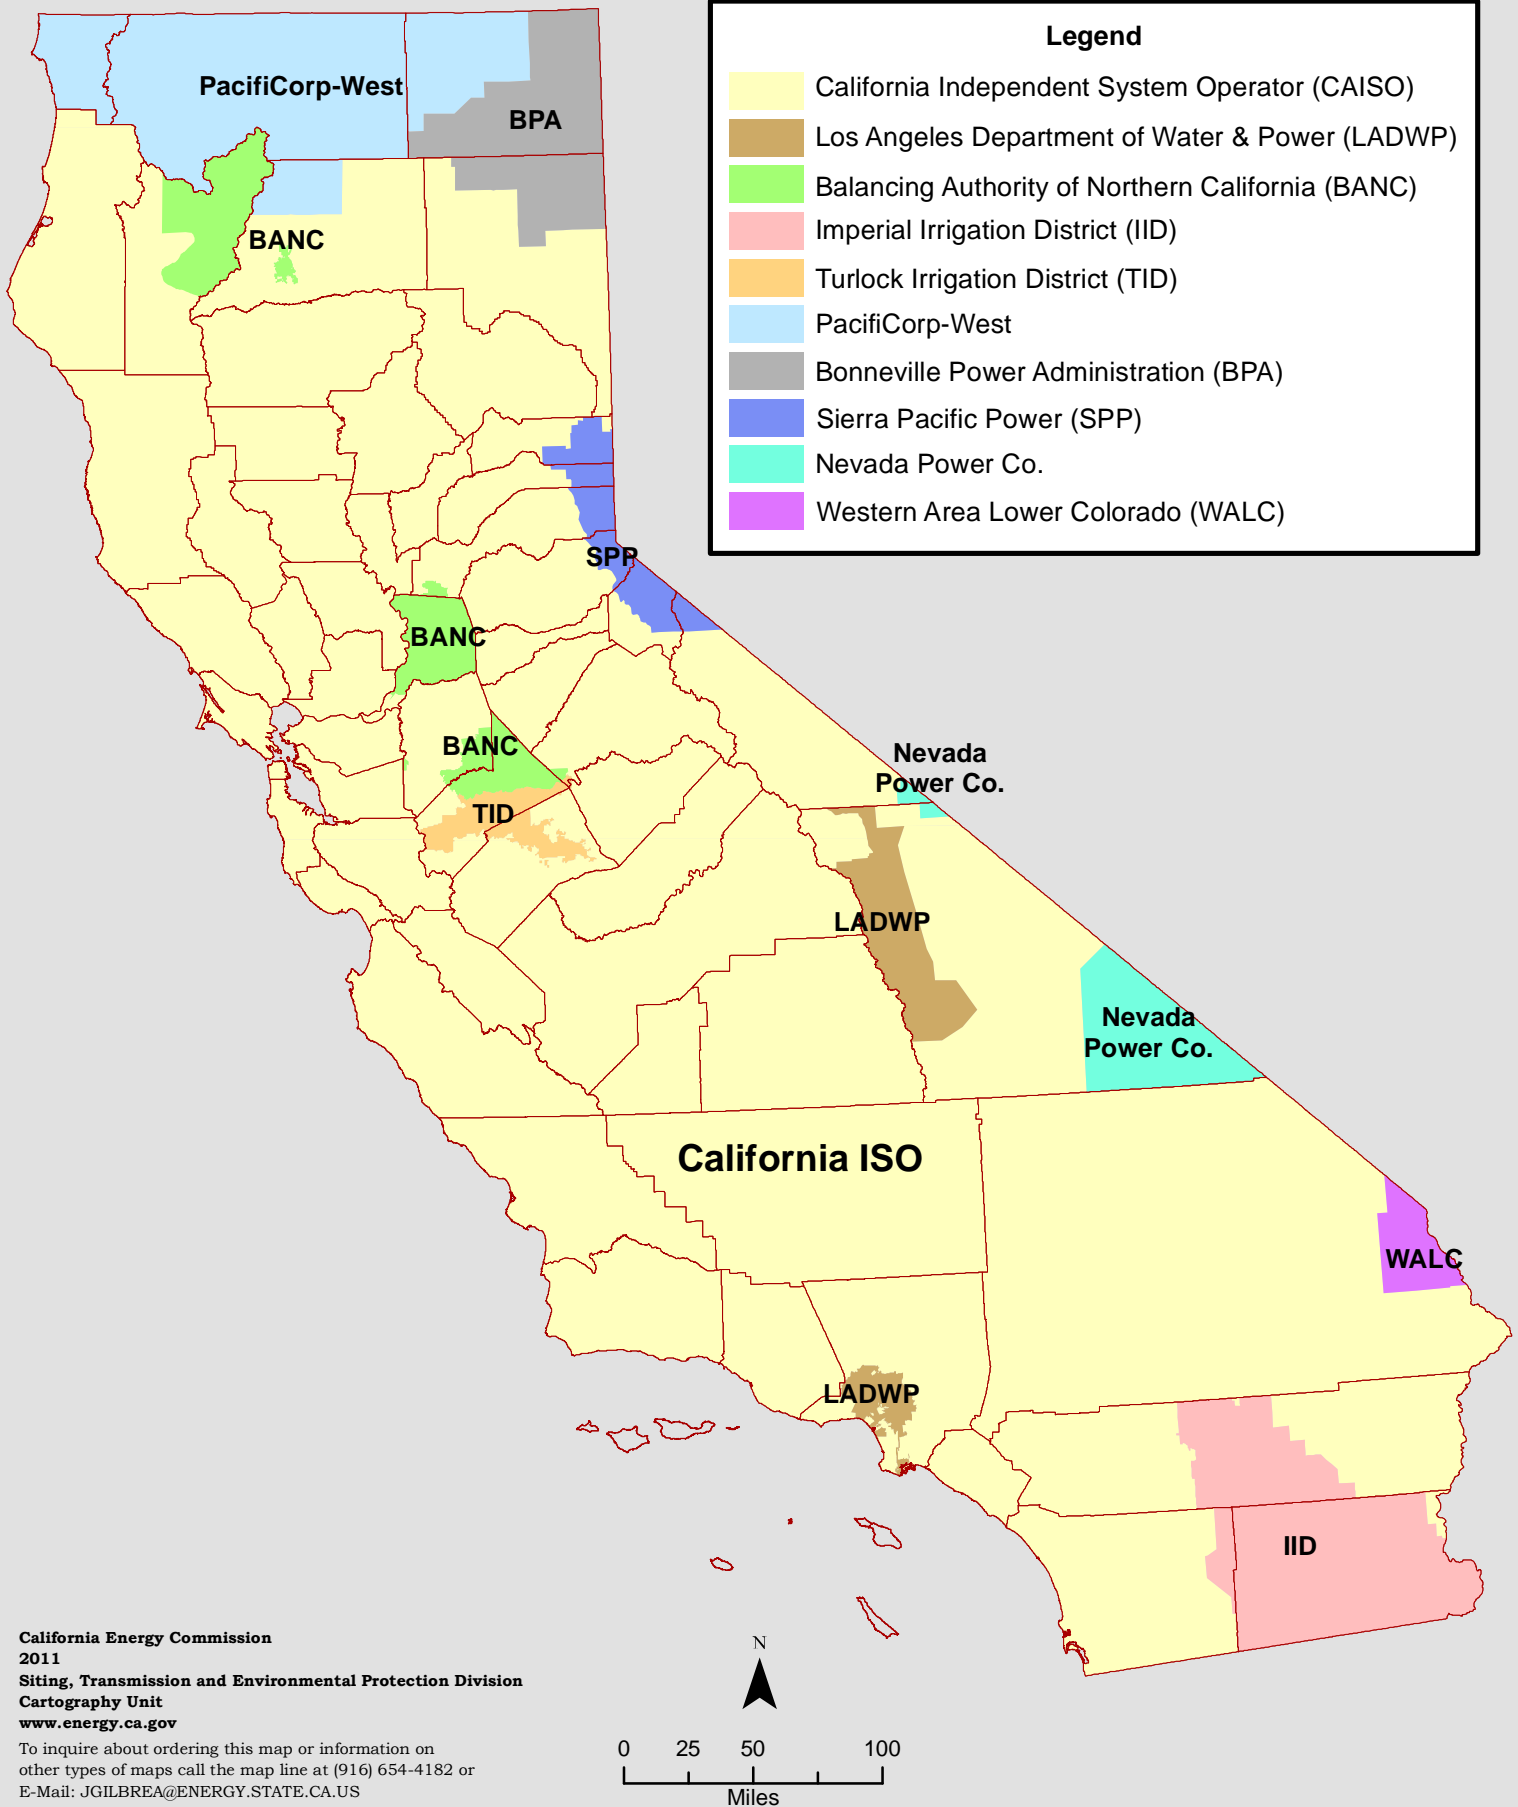 Legend
California Independent System Operator (CAISO)
Los Angeles Department of Water & Power (LADWP)
Balancing Authority of Northern California (BANC)
Imperial Irrigation District (IID)
Turlock Irrigation District (TID)
PacifiCorp-West
Bonneville Power Administration (BPA)
Sierra Pacific Power (SPP)
Nevada Power Co.
Western Area Lower Colorado (WALC)
PacifiCorp-West
BPA
BANC
SPP
BANC
BANC
TID
Nevada
Power Co.
LADWP
Nevada
Power Co.
California ISO
WALC
LADWP
IID
California Energy Commission
2011
Siting, Transmission and Environmental Protection Division
Cartography Unit
www.energy.ca.gov
To inquire about ordering this map or information on
other types of maps call the map line at (916) 654-4182 or
E-Mail: JGILBREA@ENERGY.STATE.CA.US
N
0 25 50 100
Miles